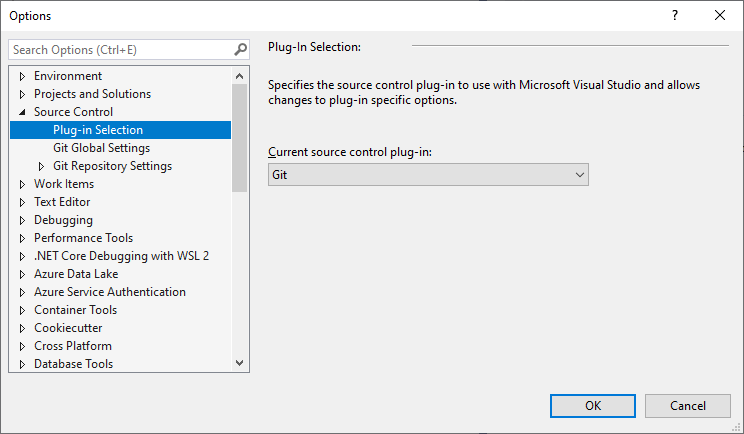 Options
?
Search Options (Ctrl+E)
Environment
Projects and Solutions
Source Control
Plug-in Selection
Git Global Settings
Git Repository Settings
Work Items
Text Editor
Debugging
Performance Tools
.NET Core Debugging with WSL 2
Azure Data Lake
Azure Service Authentication
Container Tools
Cookiecutter
Cross Platform
Database Tools
Plug-In Selection:
Specifies the source control plug-in to use with Microsoft Visual Studio and allows
changes to plug-in specific options.
Current source control plug-in:
Git
OK
Cancel